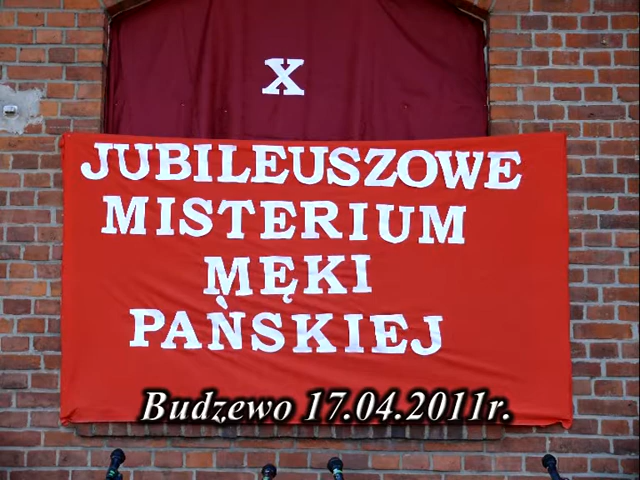 X
JUBILEUSZOWE
MISTERIUM
MĘKI
PAŃSKIEJ
Budzewo 17.04.2011r.